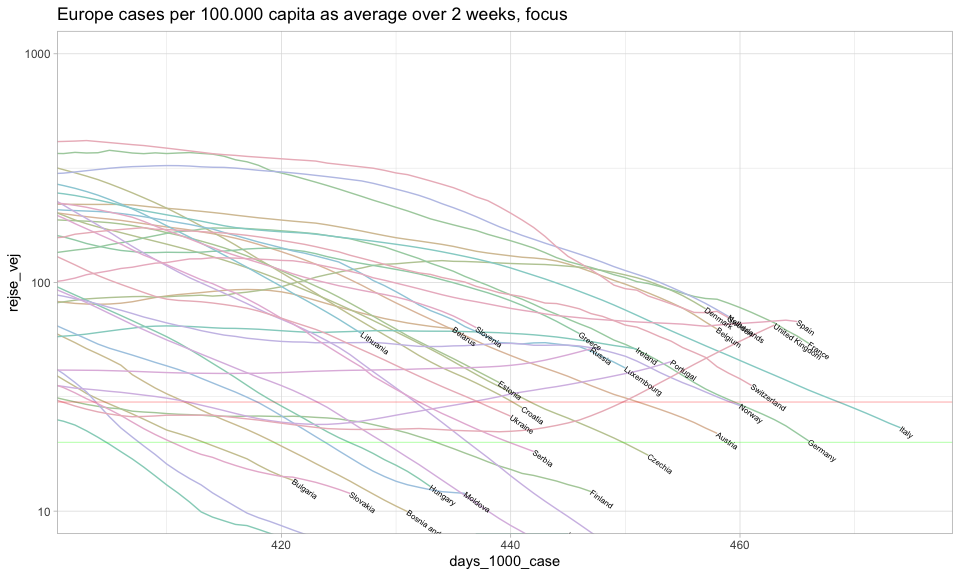 Europe cases per 100.000 capita as average over 2 weeks, focus
1000
100
10
rejse_vej
Denmark
Netherlands
Spain
Lithuania
Belarus
Slovenia
Greece
Russia
Ireland
Belgium
United Kingdom
France
Luxembourg
Portugal
Estonia
Croatia
Ukraine
Switzerland
Norway
Austria
Italy
Serbia
Czechia
Germany
Bulgaria
Slovakia
Hungary
Moldova
Finland
Bosnia and
420
440
460
days_1000_case